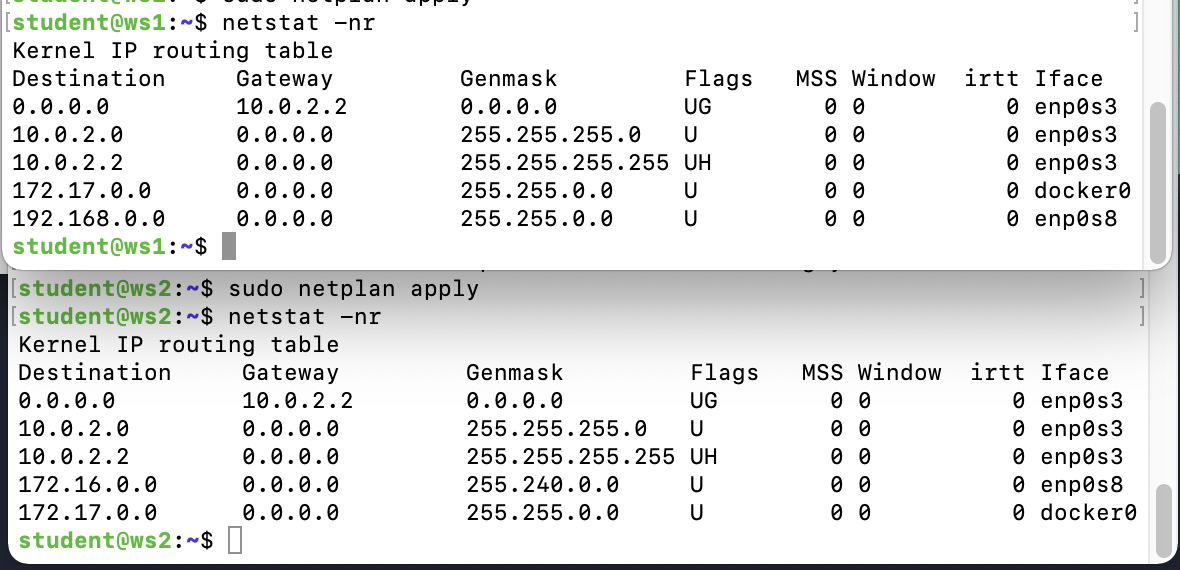 sudo netplan apply
[student@ws1:~$ netstat -nr ]
Kernel IP routing table
Destination Gateway Genmask Flags MSS Window irtt Iface
0.0.0.0 10.0.2.2 0.0.0.0 UG 0 0 0 enp0s3
10.0.2.0 0.0.0.0 255.255.255.0 U 0 0 0 enp0s3
10.0.2.2 0.0.0.0 255.255.255.255 UH 0 0 0 enp0s3
172.17.0.0 0.0.0.0 255.255.0.0 U 0 0 0 docker0
192.168.0.0 0.0.0.0 255.255.0.0 U 0 0 0 enp0s8
student@ws1:~$
[student@ws2:~$ sudo netplan apply ]
[student@ws2:~$ netstat -nr ]
Kernel IP routing table
Destination Gateway Genmask Flags MSS Window irtt Iface
0.0.0.0 10.0.2.2 0.0.0.0 UG 0 0 0 enp0s3
10.0.2.0 0.0.0.0 255.255.255.0 U 0 0 0 enp0s3
10.0.2.2 0.0.0.0 255.255.255.255 UH 0 0 0 enp0s3
172.16.0.0 0.0.0.0 255.240.0.0 U 0 0 0 enp0s8
172.17.0.0 0.0.0.0 255.255.0.0 U 0 0 0 docker0
student@ws2:~$